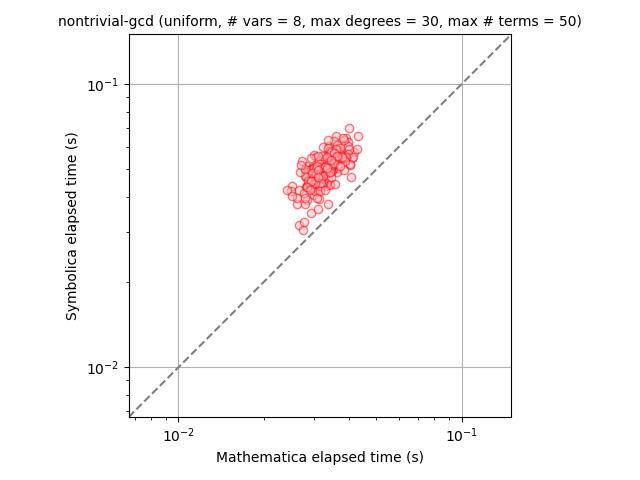 nontrivial-gcd (uniform, # vars = 8, max degrees = 30, max # terms = 50)
10⁻¹
10⁻²
Symbolica elapsed time (s)
10⁻² 10⁻¹
Mathematica elapsed time (s)